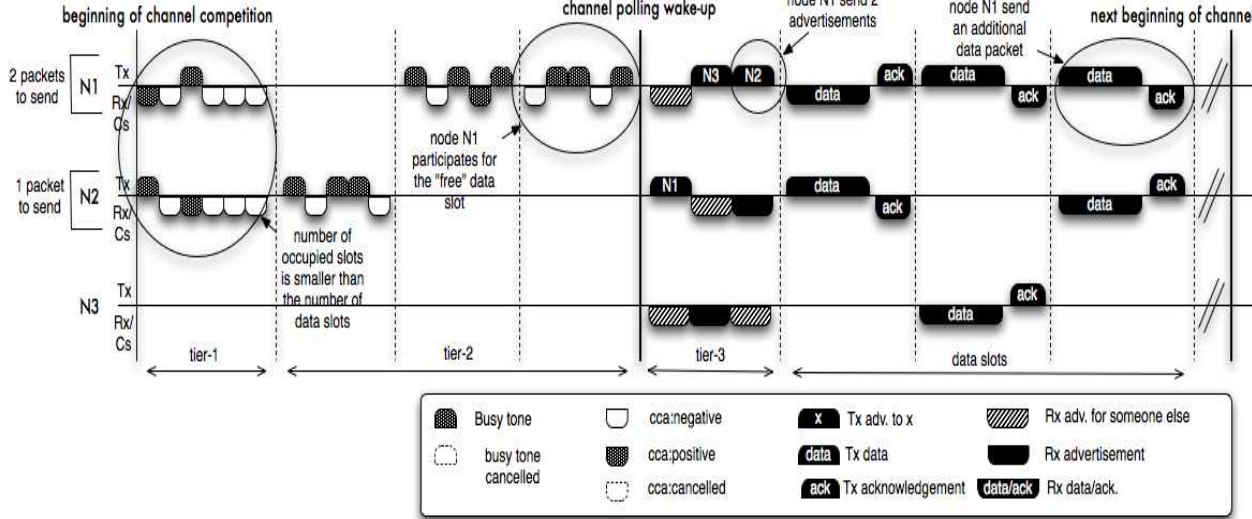 beginning of channel competition
channel polling wake-up
node N1 send 2
advertisements
node N1 send
an additional
data packet
next beginning of channel
2 packets
to send
N1
Tx
Rx/
Cs
N3
N2
ack
data
data
data
ack
ack
node N1
participates for
the "free" data
slot
1 packet
to send
N2
Tx
Rx/
Cs
N1
data
ack
ack
data
number of
occupied slots
is smaller than
the number of
data slots
N3
Tx
Rx/
Cs
ack
data
tier-1
tier-2
tier-3
data slots
Busy tone
cca:negative
X Tx adv. to x
Rx adv. for someone else
busy tone
cancelled
cca:positive
data Tx data
Rx advertisement
cca:cancelled
ack Tx acknowledgement
data/ack Rx data/ack.